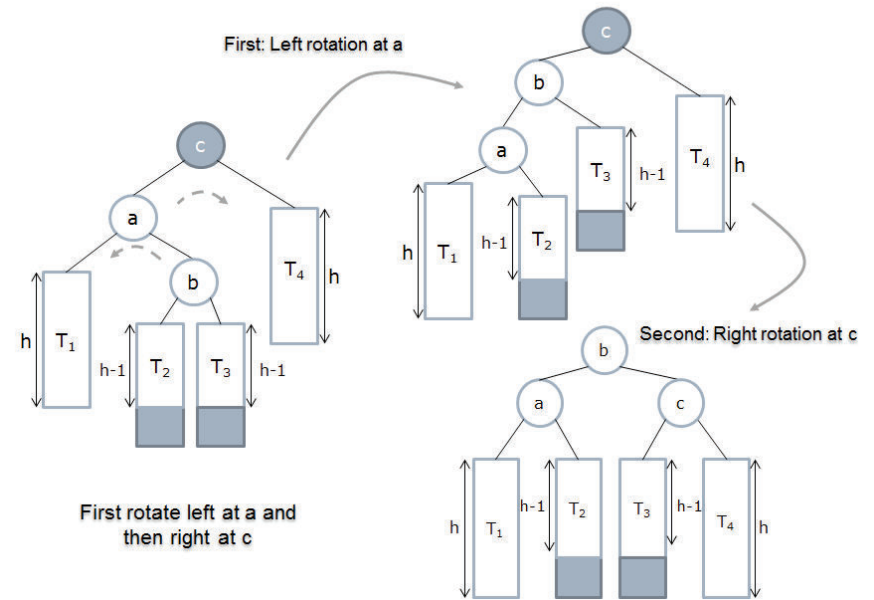 First: Left rotation at a
c
b
a
T1
h
T2
h-1
T3
h-1
T4
h
c
a
b
h
T1
h-1
T2
T3
h-1
T4
h
Second: Right rotation at c
b
a
c
h
T1
h-1
T2
T3
h-1
T4
h
First rotate left at a and
then right at c